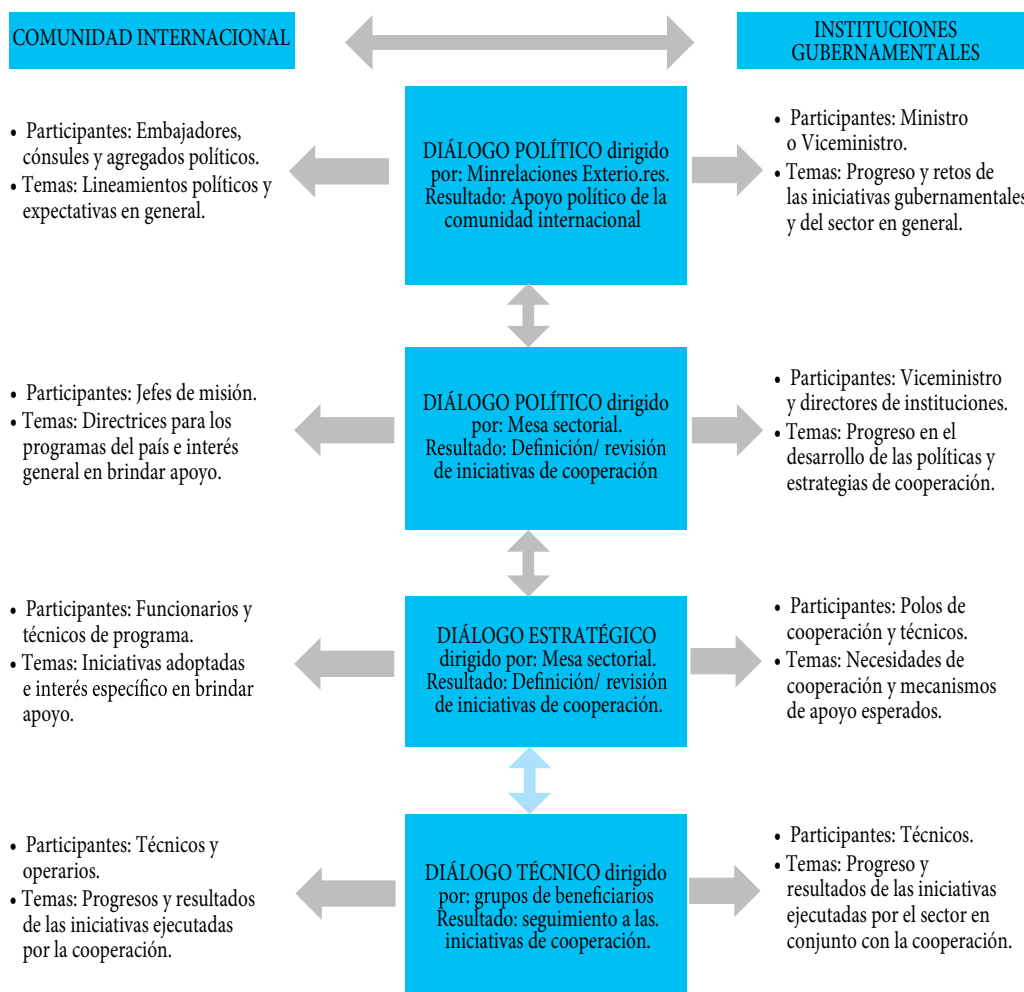 COMUNIDAD INTERNACIONAL
INSTITUCIONES
GUBERNAMENTALES
• Participantes: Embajadores,
cónsules y agregados políticos.
• Temas: Lineamientos políticos y
expectativas en general.
DIÁLOGO POLÍTICO dirigido
por: Minrelaciones Exterio.res.
Resultado: Apoyo político de la
comunidad internacional
• Participantes: Ministro
o Viceministro.
• Temas: Progreso y retos de
las iniciativas gubernamentales
y del sector en general.
• Participantes: Jefes de misión.
• Temas: Directrices para los
programas del país e interés
general en brindar apoyo.
DIÁLOGO POLÍTICO dirigido
por: Mesa sectorial.
Resultado: Definición/ revisión
de iniciativas de cooperación
• Participantes: Viceministro
y directores de instituciones.
• Temas: Progreso en el
desarrollo de las políticas y
estrategias de cooperación.
• Participantes: Funcionarios y
técnicos de programa.
• Temas: Iniciativas adoptadas
e interés específico en brindar
apoyo.
DIÁLOGO ESTRATÉGICO
dirigido por: Mesa sectorial.
Resultado: Definición/ revisión
de iniciativas de cooperación.
• Participantes: Polos de
cooperación y técnicos.
• Temas: Necesidades de
cooperación y mecanismos
de apoyo esperados.
• Participantes: Técnicos y
operarios.
• Temas: Progresos y resultados
de las iniciativas ejecutadas
por la cooperación.
DIÁLOGO TÉCNICO dirigido
por: grupos de beneficiarios
Resultado: seguimiento a las.
iniciativas de cooperación.
• Participantes: Técnicos.
• Temas: Progreso y
resultados de las iniciativas
ejecutadas por el sector en
conjunto con la cooperación.